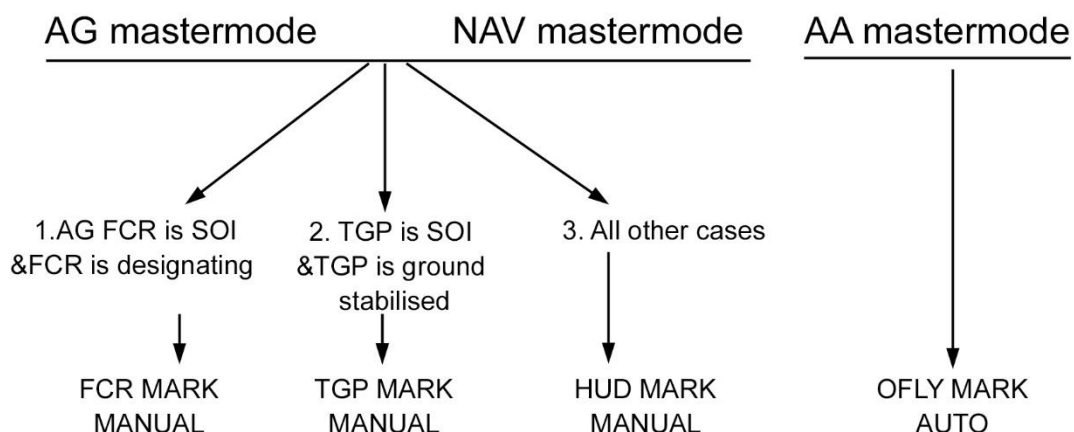 AG mastermode
NAV mastermode
AA mastermode
1.AG FCR is SOI
&FCR is designating
2. TGP is SOI
&TGP is ground
stabilised
3. All other cases
FCR MARK
MANUAL
TGP MARK
MANUAL
HUD MARK
MANUAL
OFLY MARK
AUTO